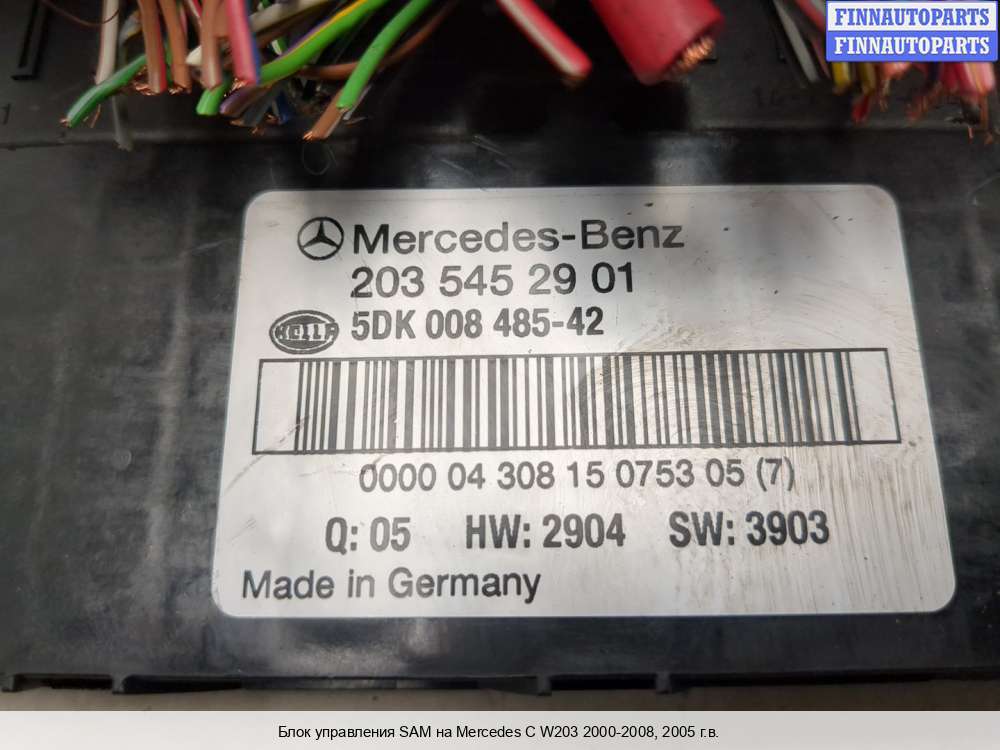 FINNAUTOPARTS
FINNAUTOPARTS
Mercedes-Benz
203 545 29 01
HELLA
5DK 008 485-42
0000 04 308 15 0753 05 (7)
Q: 05 HW: 2904 SW: 3903
Made in Germany
Блок управления SAM на Mercedes C W203 2000-2008, 2005 г.в.